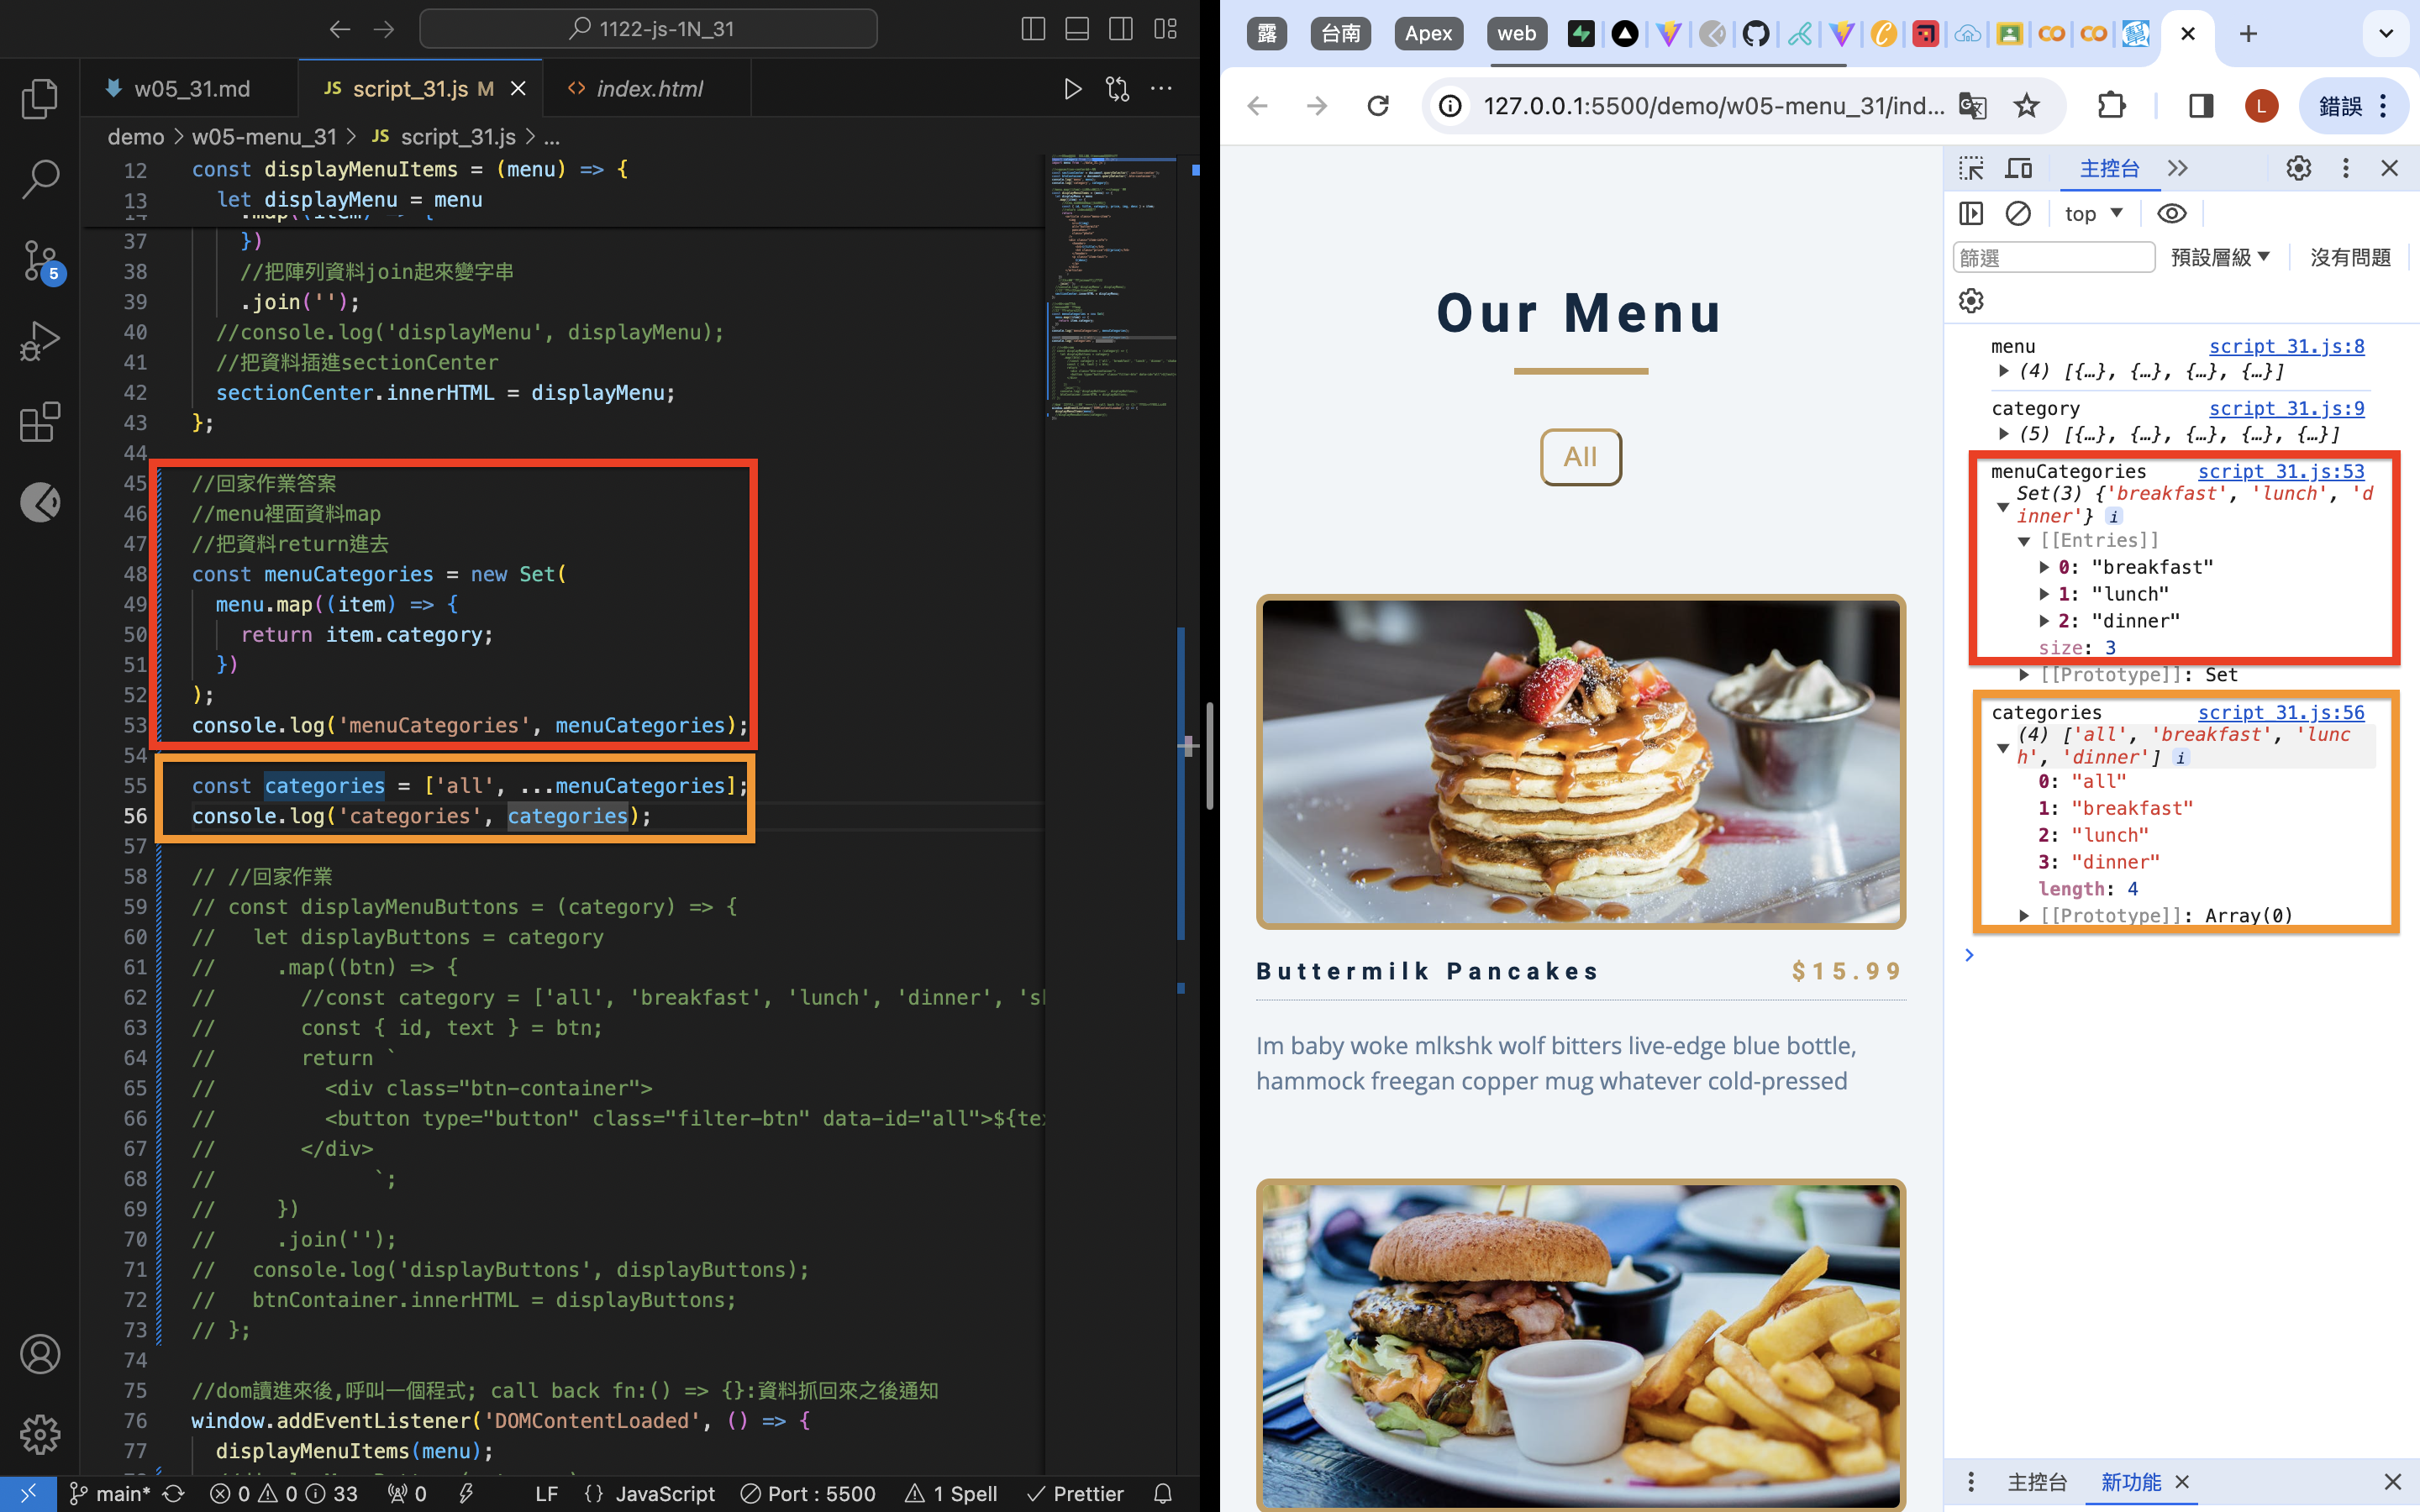 1122-js-1N_31
w05_31.md
JS script_31.js M
index.html
demo > w05-menu_31 > JS script_31.js > ...
12 const displayMenuItems = (menu) => {
13 let displayMenu = menu
14 .map((item) => {
37 })
38 //把陣列資料join起來變字串
39 .join('');
40 //console.log('displayMenu', displayMenu);
41 //把資料插進sectionCenter
42 sectionCenter.innerHTML = displayMenu;
43 };
44
45 //回家作業答案
46 //menu裡面資料map
47 //把資料return進去
48 const menuCategories = new Set(
49 menu.map((item) => {
50 return item.category;
51 })
52 );
53 console.log('menuCategories', menuCategories);
54
55 const categories = ['all', ...menuCategories];
56 console.log('categories', categories);
57
58 // //回家作業
59 // const displayMenuButtons = (category) => {
60 // let displayButtons = category
61 // .map((btn) => {
62 // //const category = ['all', 'breakfast', 'lunch', 'dinner', 's
63 // const { id, text } = btn;
64 // return `
65 // <div class="btn-container">
66 // <button type="button" class="filter-btn" data-id="all">${te
67 // </div>
68 // `;
69 // })
70 // .join('');
71 // console.log('displayButtons', displayButtons);
72 // btnContainer.innerHTML = displayButtons;
73 // };
74
75 //dom讀進來後,呼叫一個程式; call back fn:() => {}:資料抓回來之後通知
76 window.addEventListener('DOMContentLoaded', () => {
77 displayMenuItems(menu);
5
main* 0 0 33 0 LF {} JavaScript Port : 5500 1 Spell Prettier
露 台南 Apex web
127.0.0.1:5500/demo/w05-menu_31/ind...
L
錯誤
Our Menu
All
Buttermilk Pancakes $15.99
Im baby woke mlkshk wolf bitters live-edge blue bottle,
hammock freegan copper mug whatever cold-pressed
主控台
top
篩選 預設層級 沒有問題
menu script_31.js:8
(4) [{…}, {…}, {…}, {…}]
category script_31.js:9
(5) [{…}, {…}, {…}, {…}, {…}]
menuCategories script_31.js:53
Set(3) {'breakfast', 'lunch', 'd
inner'} i
[[Entries]]
0: "breakfast"
1: "lunch"
2: "dinner"
size: 3
[[Prototype]]: Set
categories script_31.js:56
(4) ['all', 'breakfast', 'lunc
h', 'dinner'] i
0: "all"
1: "breakfast"
2: "lunch"
3: "dinner"
length: 4
[[Prototype]]: Array(0)
主控台 新功能